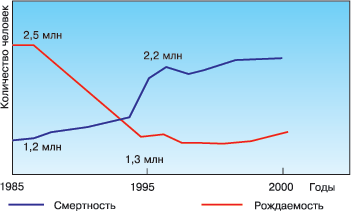 Количество человек
2,5 млн
2,2 млн
1,2 млн
1,3 млн
1985
1995
2000
Годы
Смертность
Рождаемость